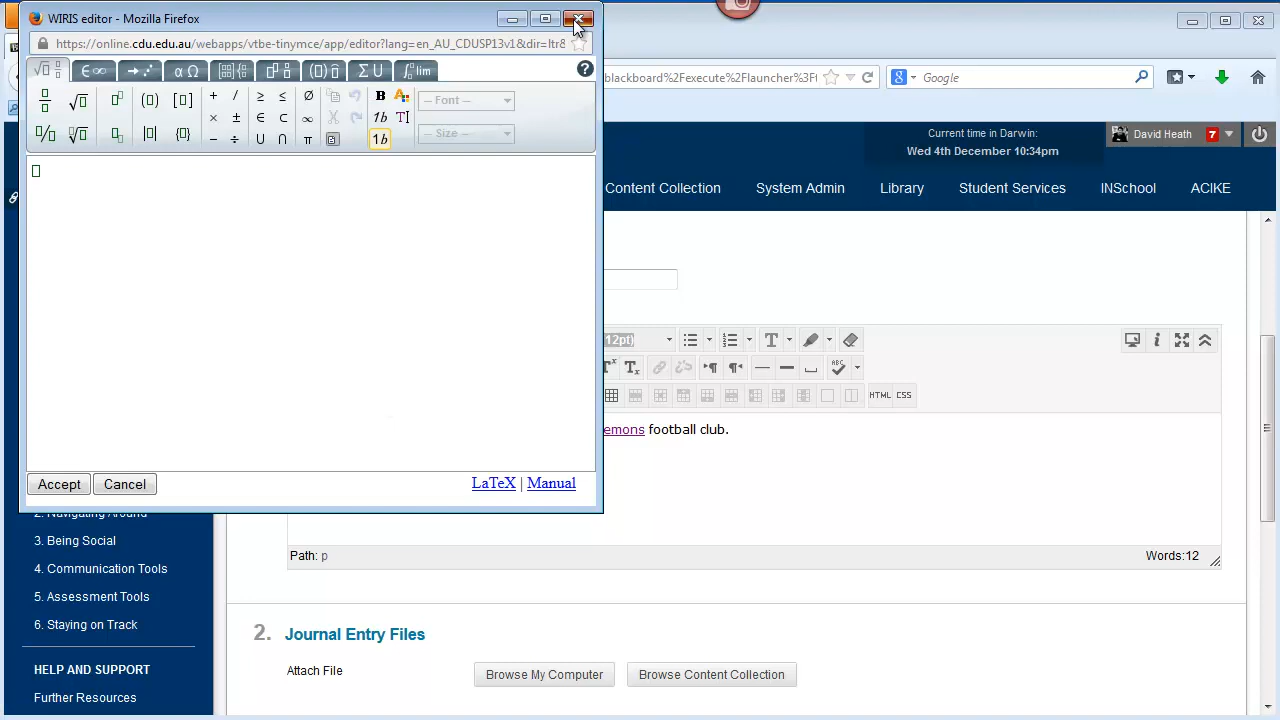 WIRIS editor - Mozilla Firefox
https://online.cdu.edu.au/webapps/vtbe-tinymce/app/editor?lang=en_AU_CDUSP13v1&dir=ltr8
∑ U
∫ lim
-- Font --
-- Size --
Accept
Cancel
LaTeX | Manual
blackboard%2Fexecute%2Flauncher%3Ft
Google
Current time in Darwin:
Wed 4th December 10:34pm
David Heath
7
Content Collection
System Admin
Library
Student Services
INSchool
ACIKE
12pt)
HTML CSS
emons football club.
Path: p
Words:12
2. Navigating Around
3. Being Social
4. Communication Tools
5. Assessment Tools
6. Staying on Track
HELP AND SUPPORT
Further Resources
2. Journal Entry Files
Attach File
Browse My Computer
Browse Content Collection